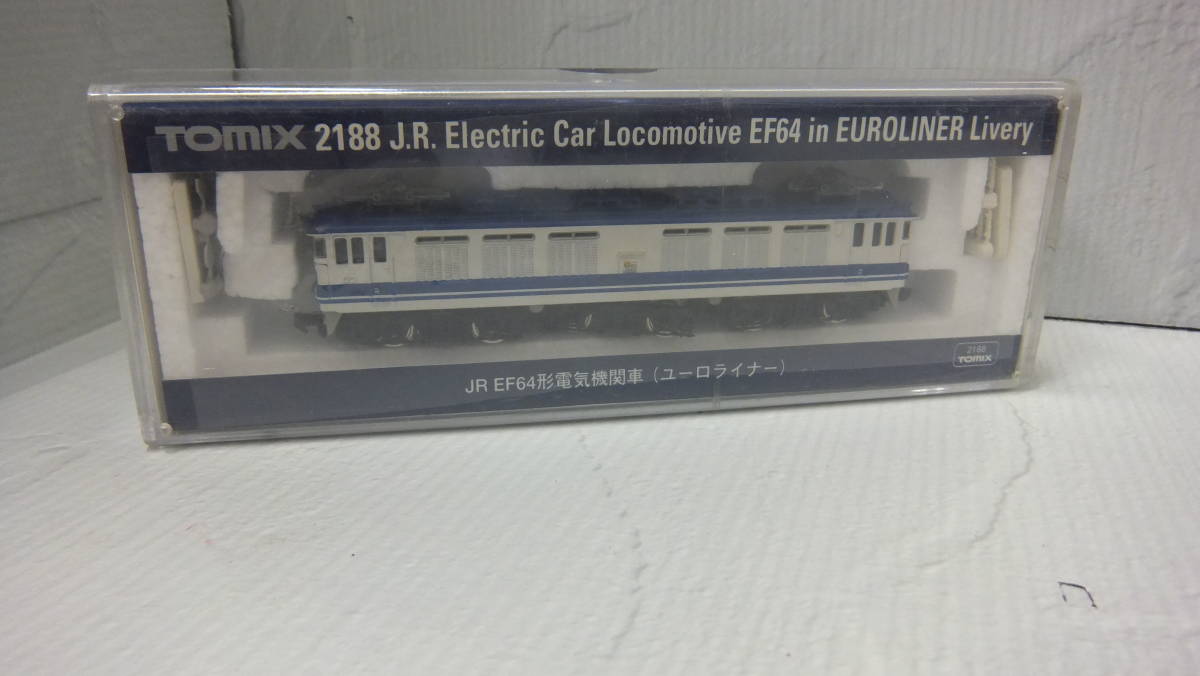 TOMIX 2188 J.R. Electric Car Locomotive EF64 in EUROLINER Livery
JR EF64形電気機関車(ユーロライナー)
2188
TOMIX